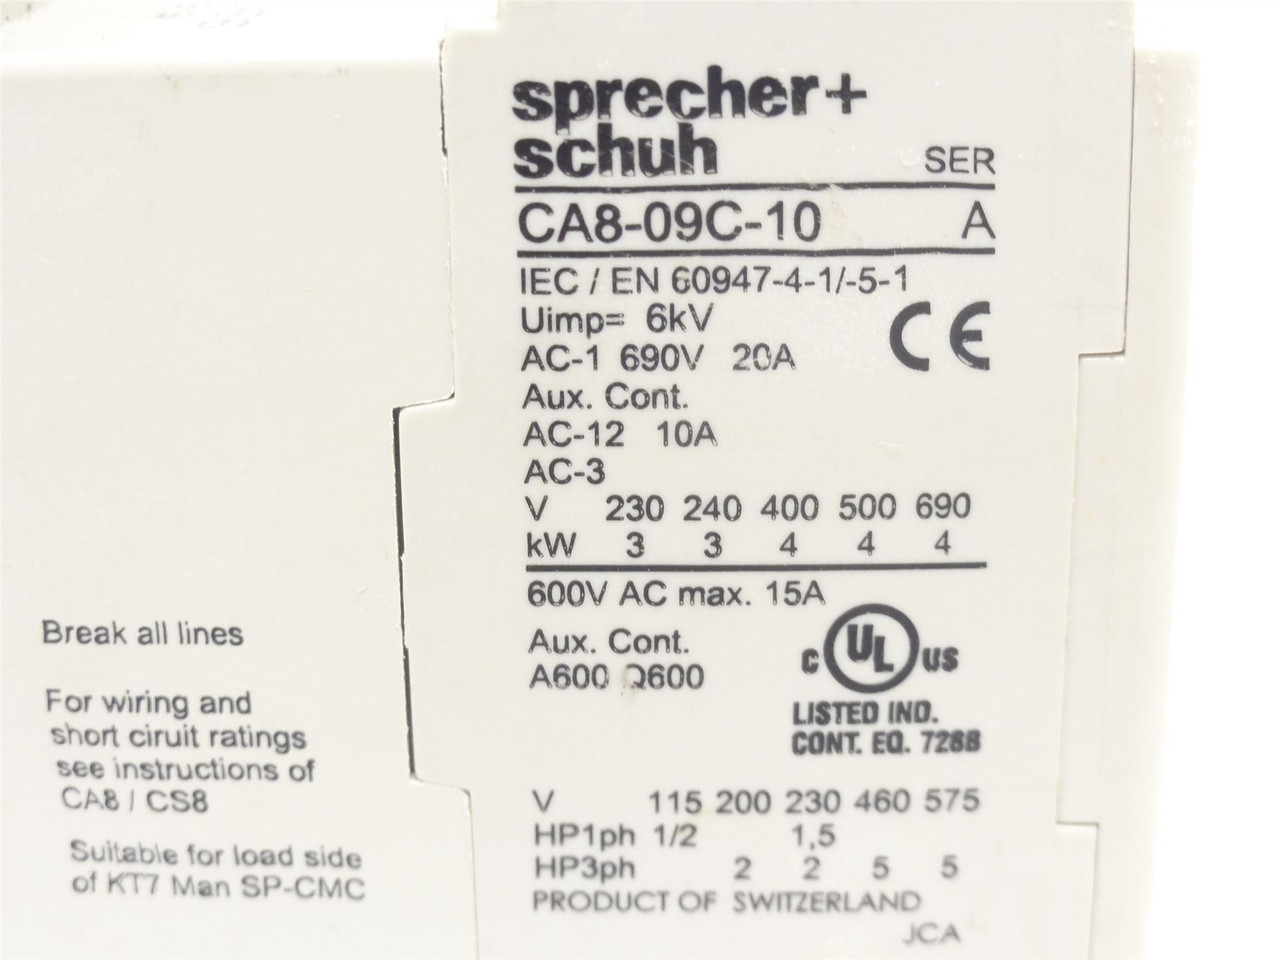 sprecher+
schuh SER
CA8-09C-10 A
IEC / EN 60947-4-1/-5-1
Uimp= 6kV
CE
AC-1 690V 20A
Aux. Cont.
AC-12 10A
AC-3
V 230 240 400 500 690
kW 3 3 4 4 4
600V AC max. 15A
Aux. Cont.
A600 Q600
c UL us
LISTED IND.
CONT. EQ. 7288
V 115 200 230 460 575
HP1ph 1/2 1,5
HP3ph 2 2 5 5
PRODUCT OF SWITZERLAND
JCA
Break all lines
For wiring and
short ciruit ratings
see instructions of
CA8 / CS8
Suitable for load side
of KT7 Man SP-CMC